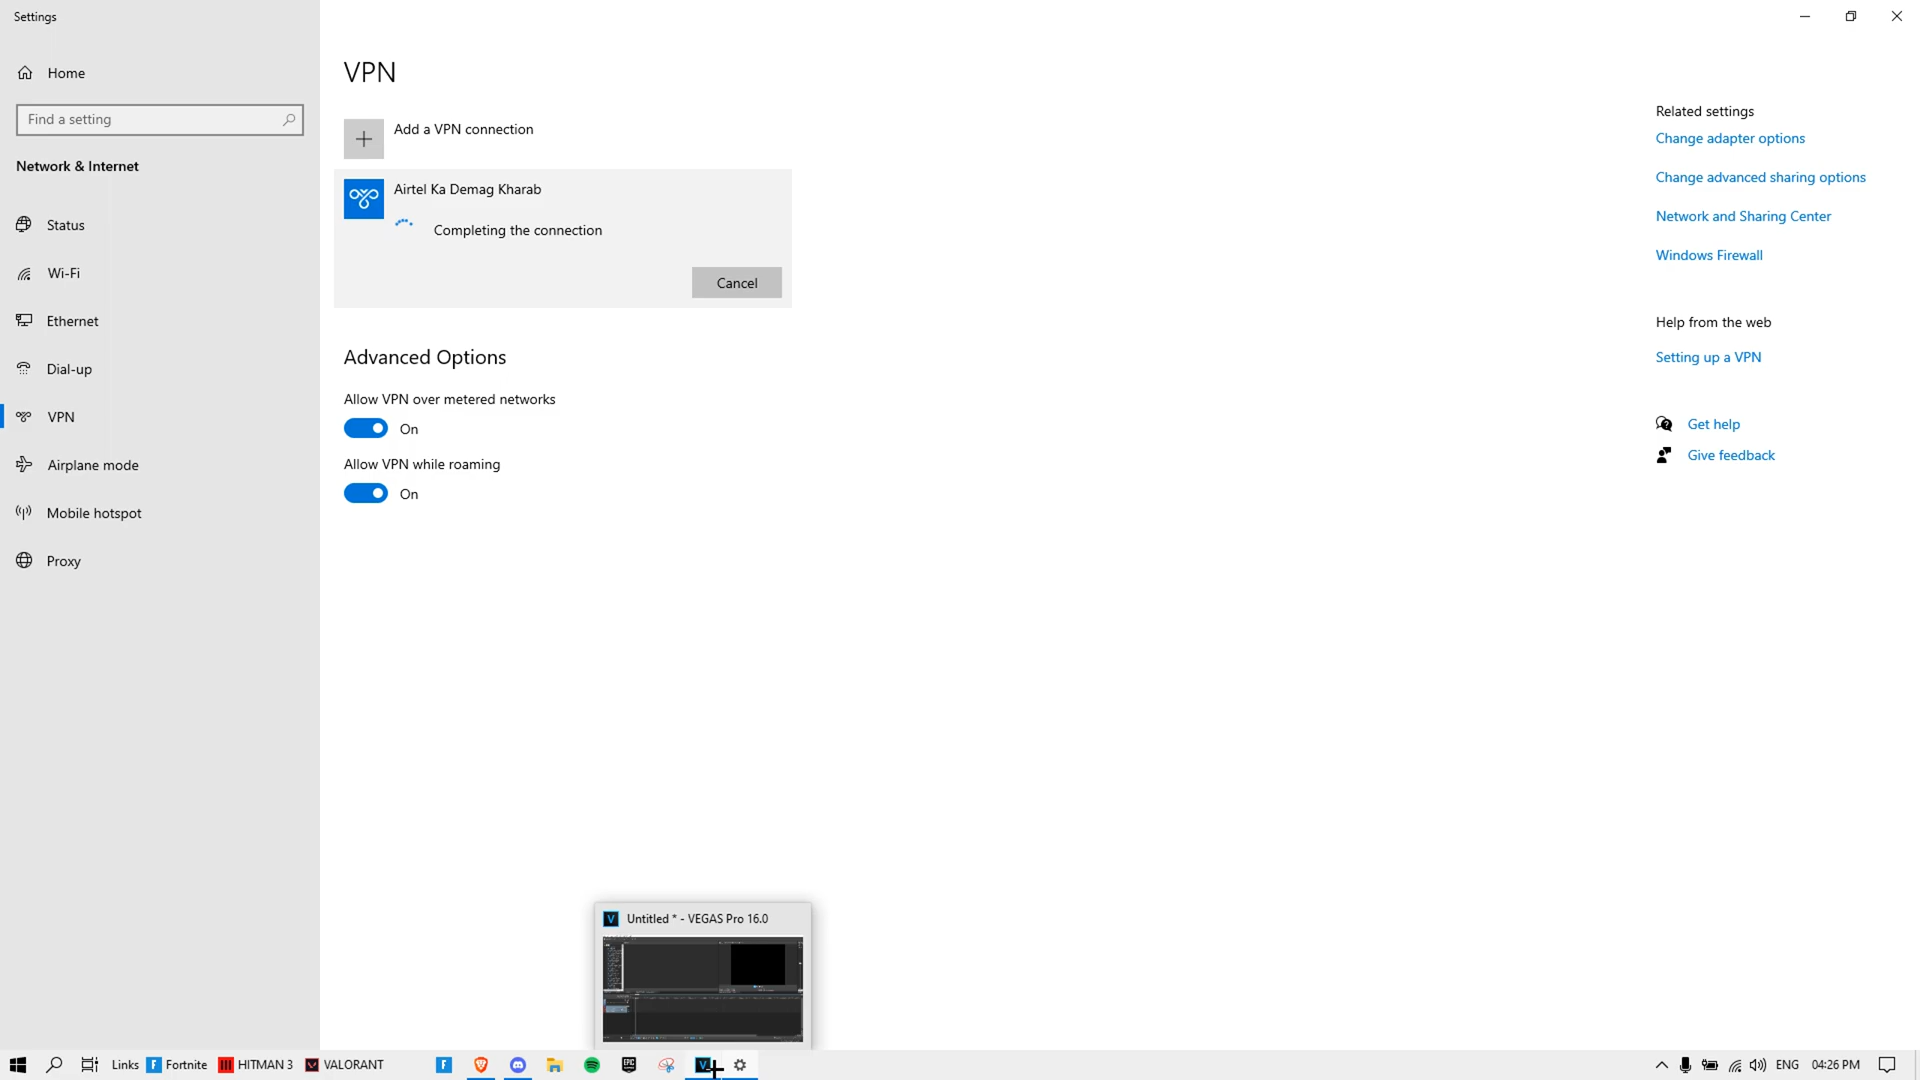 Settings
Home
Find a setting
Network & Internet
Status
Wi-Fi
Ethernet
Dial-up
VPN
Airplane mode
Mobile hotspot
Proxy
VPN
Add a VPN connection
Airtel Ka Demag Kharab
Completing the connection
Cancel
Advanced Options
Allow VPN over metered networks
On
Allow VPN while roaming
On
Related settings
Change adapter options
Change advanced sharing options
Network and Sharing Center
Windows Firewall
Help from the web
Setting up a VPN
Get help
Give feedback
Untitled * - VEGAS Pro 16.0
Links Fortnite HITMAN 3 VALORANT ENG 04:26 PM